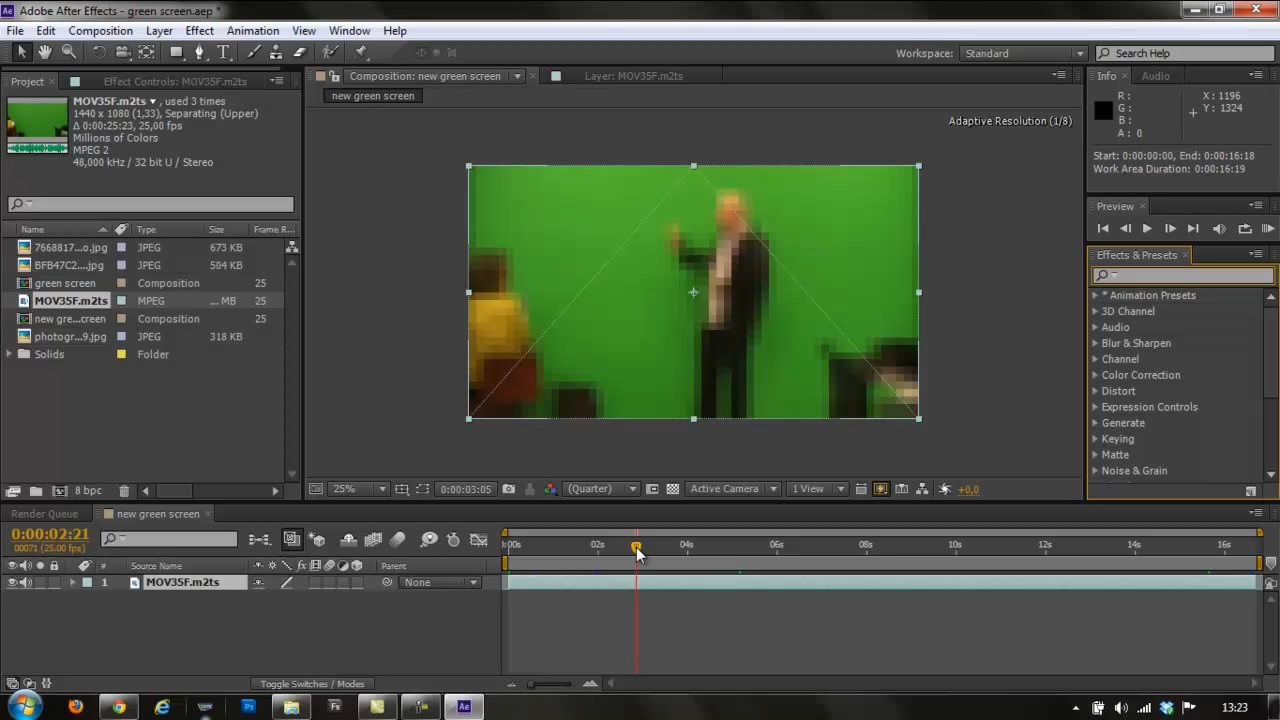 Adobe After Effects - green screen.aep *
File Edit Composition Layer Effect Animation View Window Help
Workspace: Standard Search Help
Project Effect Controls: MOV35F.m2ts
Composition: new green screen Layer: MOV35F.m2ts
new green screen
Adaptive Resolution (1/8)
MOV35F.m2ts ▼, used 3 times
1440 x 1080 (1,33), Separating (Upper)
Δ 0:00:25:23, 25,00 fps
Millions of Colors
MPEG 2
48,000 kHz / 32 bit U / Stereo
Name Type Size Frame R...
7668817...o.jpg JPEG 673 KB
BFB47C2....jpg JPEG 504 KB
green screen Composition 25
MOV35F.m2ts MPEG ... MB 25
new gre...creen Composition 25
photogr...9.jpg JPEG 318 KB
Solids Folder
8 bpc
25% 0:00:03:05 (Quarter) Active Camera 1 View +0,0
Info Audio
R :
G :
B :
A : 0
X : 1196
Y : 1324
Start: 0:00:00:00, End: 0:00:16:18
Work Area Duration: 0:00:16:19
Preview
Effects & Presets
* Animation Presets
3D Channel
Audio
Blur & Sharpen
Channel
Color Correction
Distort
Expression Controls
Generate
Keying
Matte
Noise & Grain
Render Queue new green screen
0:00:02:21
00071 (25.00 fps)
:00s 02s 04s 06s 08s 10s 12s 14s 16s
# Source Name Parent
1 MOV35F.m2ts None
Toggle Switches / Modes
13:23